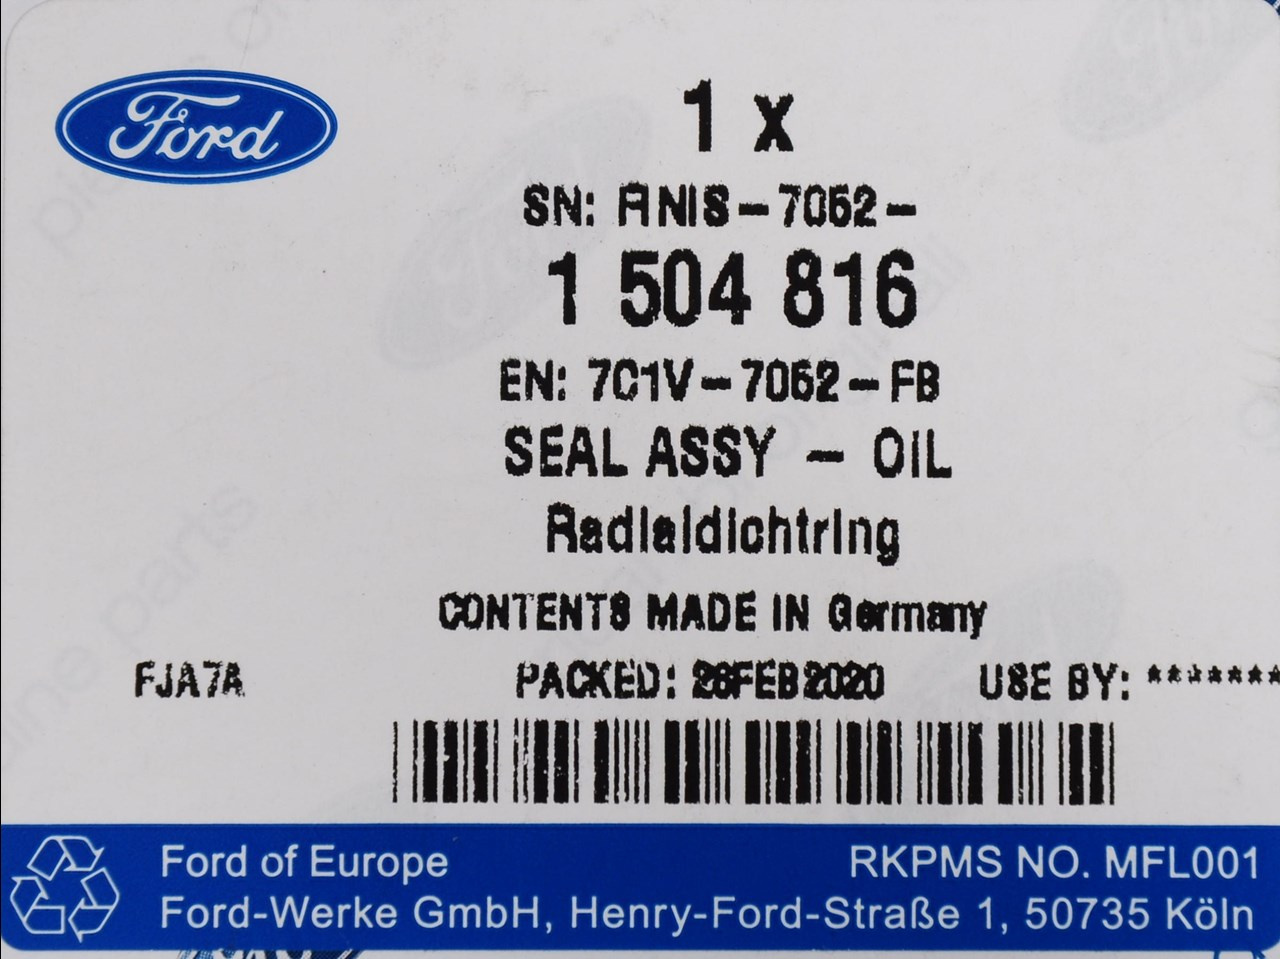 Ford
1 x
SN: ANIS-7052-
1 504 816
EN: 7C1V-7052-FB
SEAL ASSY - OIL
Radialdichtring
CONTENTS MADE IN Germany
FJA7A PACKED: 26FEB2020 USE BY: *******
Ford of Europe RKPMS NO. MFL001
Ford-Werke GmbH, Henry-Ford-Straße 1, 50735 Köln